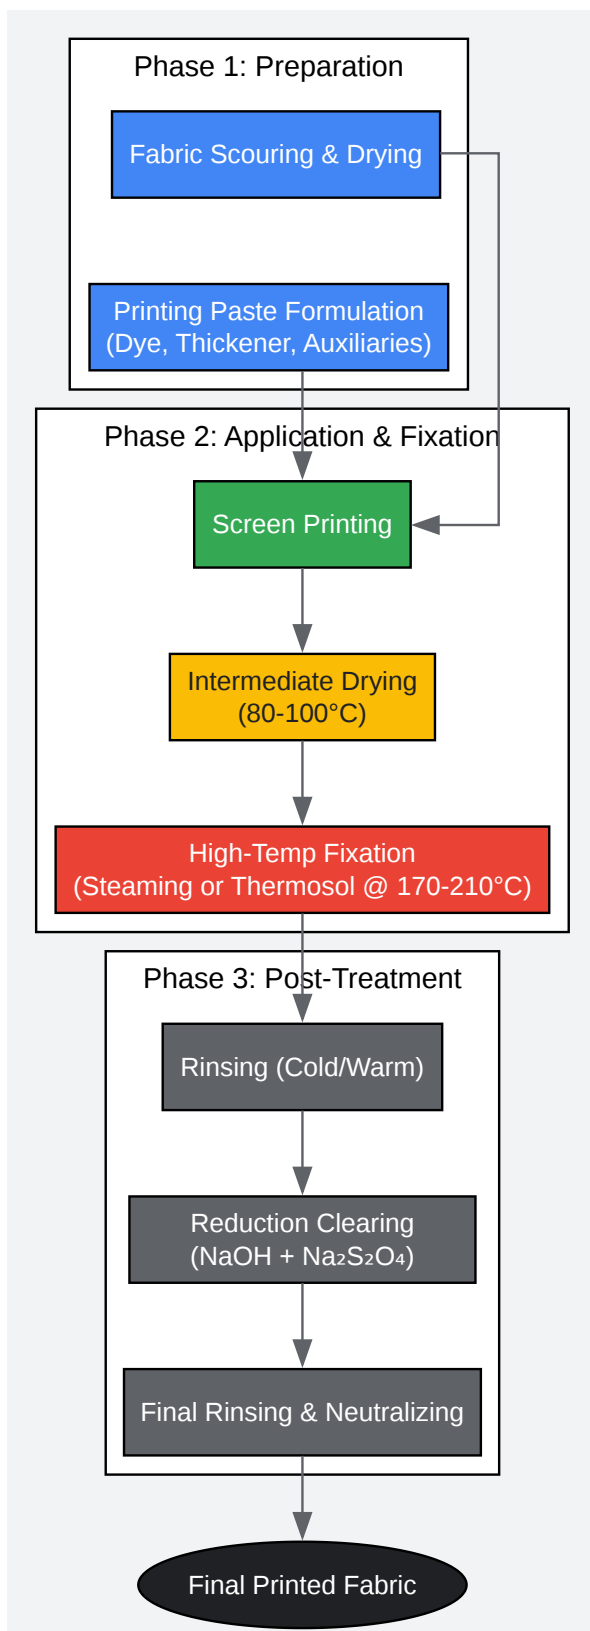 Phase 1: Preparation
Fabric Scouring & Drying
Printing Paste Formulation
(Dye, Thickener, Auxiliaries)
Phase 2: Application & Fixation
Screen Printing
Intermediate Drying
(80-100°C)
High-Temp Fixation
(Steaming or Thermosol @ 170-210°C)
Phase 3: Post-Treatment
Rinsing (Cold/Warm)
Reduction Clearing
(NaOH + Na₂S₂O₄)
Final Rinsing & Neutralizing
Final Printed Fabric